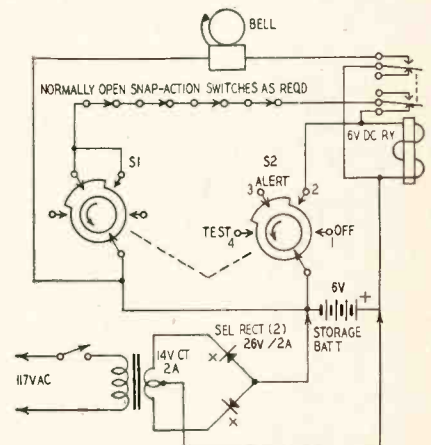 BELL
NORMALLY OPEN SNAP-ACTION SWITCHES AS REQD
6V DC RY
S1
S2
ALERT
3
2
TEST
4
OFF
1
6V
+
STORAGE
BATT
SEL RECT (2)
26V/2A
14V CT
2A
X
X
117VAC